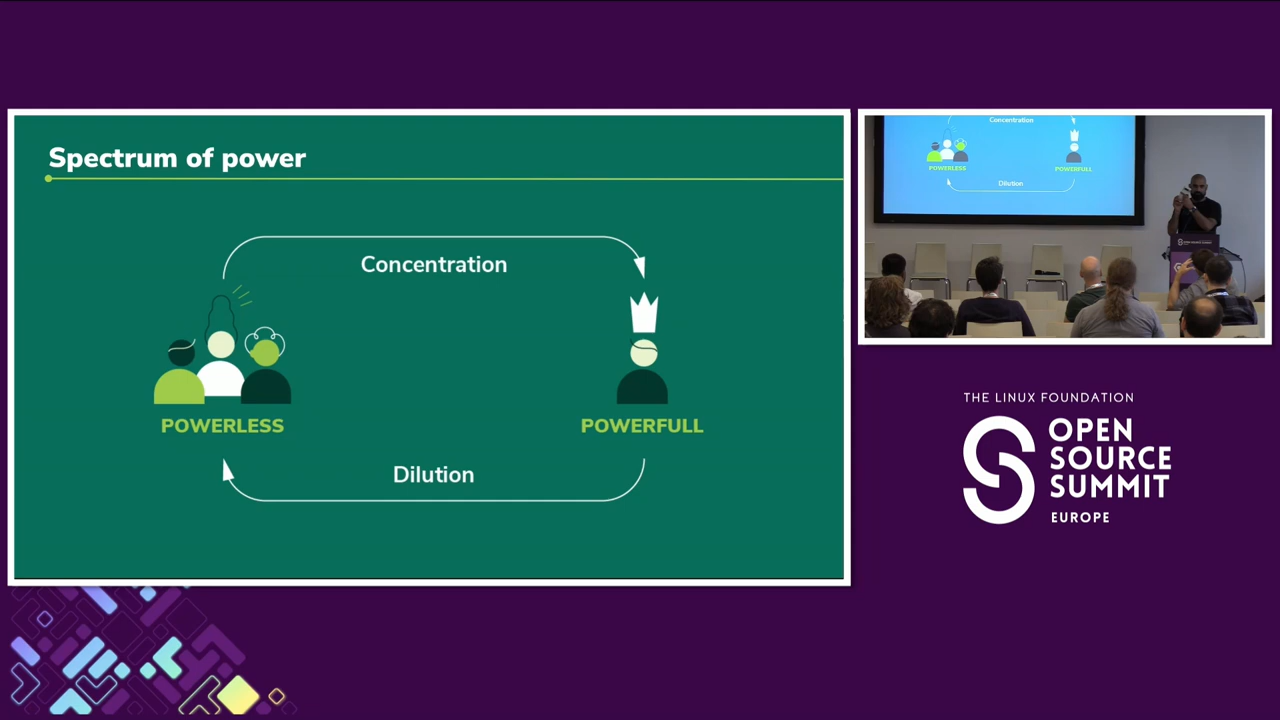 Spectrum of power
Concentration
POWERLESS
POWERFULL
Dilution
Concentration
POWERLESS
POWERFULL
Dilution
THE LINUX FOUNDATION
OPEN
SOURCE
SUMMIT
EUROPE